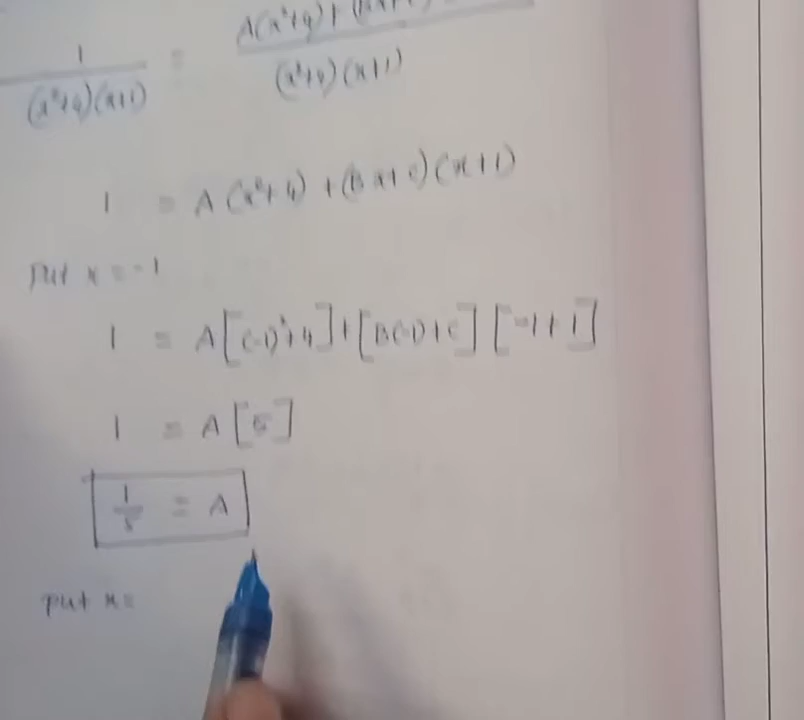 1 / (x²+4)(x+1) = A(x²+4) + (Bx+c) / (x²+4)(x+1)
1 = A(x²+4) + (Bx+c)(x+1)
Put x = -1
1 = A[(-1)²+4] + [B(-1)+c][-1+1]
1 = A[5]
1/5 = A
put x =